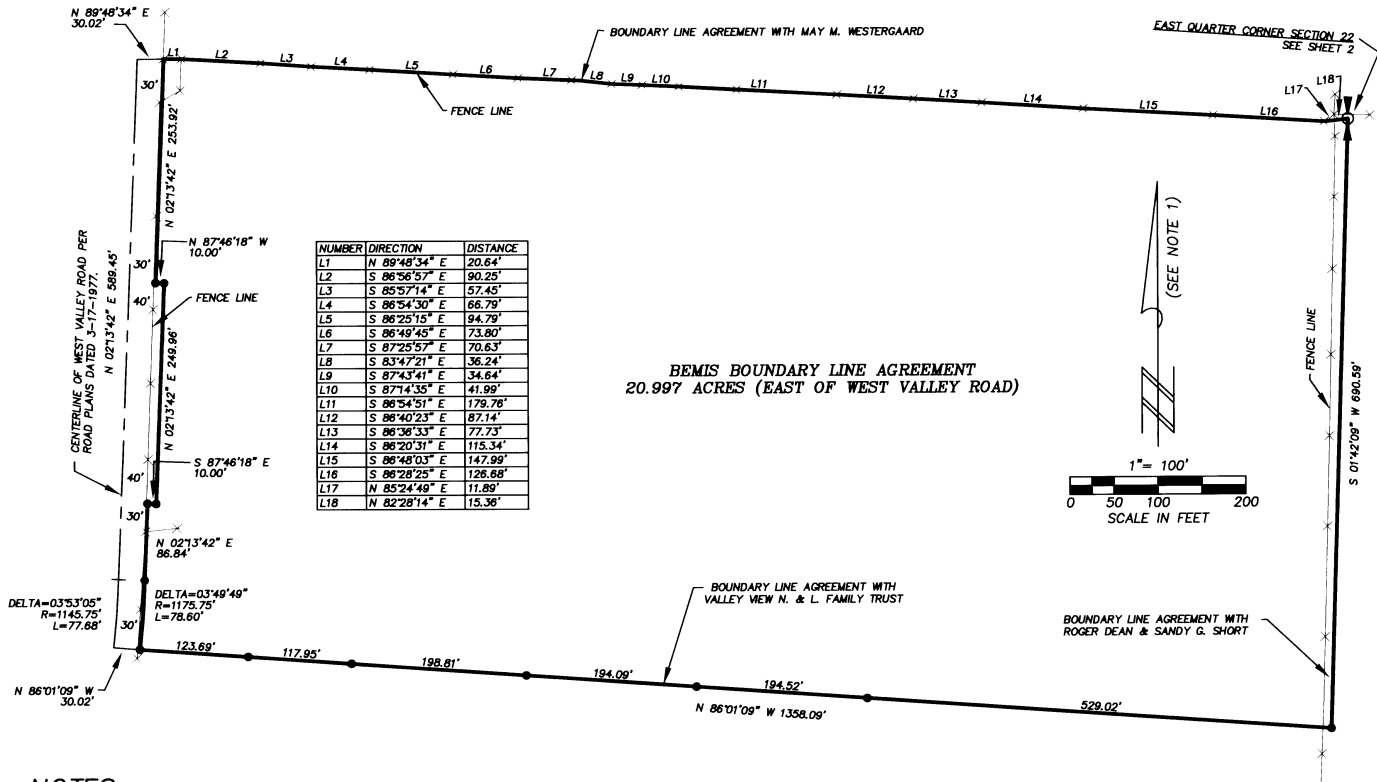 N 89°48'34" E
30.02'
BOUNDARY LINE AGREEMENT WITH MAY M. WESTERGAARD
EAST QUARTER CORNER SECTION 22
SEE SHEET 2
L1
L2
L3
L4
L5
L6
L7
L8
L9
L10
L11
L12
L13
L14
L15
L16
L17
L18
FENCE LINE
30'
N 02°13'42" E 253.92'
30'
N 87°46'18" W
10.00'
40'
FENCE LINE
CENTERLINE OF WEST VALLEY ROAD PER
ROAD PLANS DATED 3-17-1977.
N 02°13'42" E 589.45'
N 02°13'42" E 249.96'
S 87°46'18" E
10.00'
40'
30'
N 02°13'42" E
86.84'
DELTA=03°53'05"
R=1145.75'
L=77.68'
DELTA=03°49'49"
R=1175.75'
L=78.60'
30'
N 86°01'09" W
30.02'
NUMBER DIRECTION DISTANCE
L1 N 89°48'34" E 20.64'
L2 S 86°56'57" E 90.25'
L3 S 85°57'14" E 57.45'
L4 S 86°54'30" E 66.79'
L5 S 86°25'15" E 94.79'
L6 S 86°49'45" E 73.80'
L7 S 87°25'57" E 70.63'
L8 S 83°47'21" E 36.24'
L9 S 87°43'41" E 34.64'
L10 S 87°14'35" E 41.99'
L11 S 86°54'51" E 179.76'
L12 S 86°40'23" E 87.14'
L13 S 86°36'33" E 77.73'
L14 S 86°20'31" E 115.34'
L15 S 86°48'03" E 147.99'
L16 S 86°28'25" E 126.68'
L17 N 85°24'49" E 11.89'
L18 N 82°28'14" E 15.36'
BEMIS BOUNDARY LINE AGREEMENT
20.997 ACRES (EAST OF WEST VALLEY ROAD)
(SEE NOTE 1)
N
1"= 100'
0 50 100 200
SCALE IN FEET
FENCE LINE
S 01°42'09" W 690.59'
BOUNDARY LINE AGREEMENT WITH
VALLEY VIEW N. & L. FAMILY TRUST
BOUNDARY LINE AGREEMENT WITH
ROGER DEAN & SANDY G. SHORT
123.69'
117.95'
198.81'
194.09'
194.52'
529.02'
N 86°01'09" W 1358.09'
NOTES